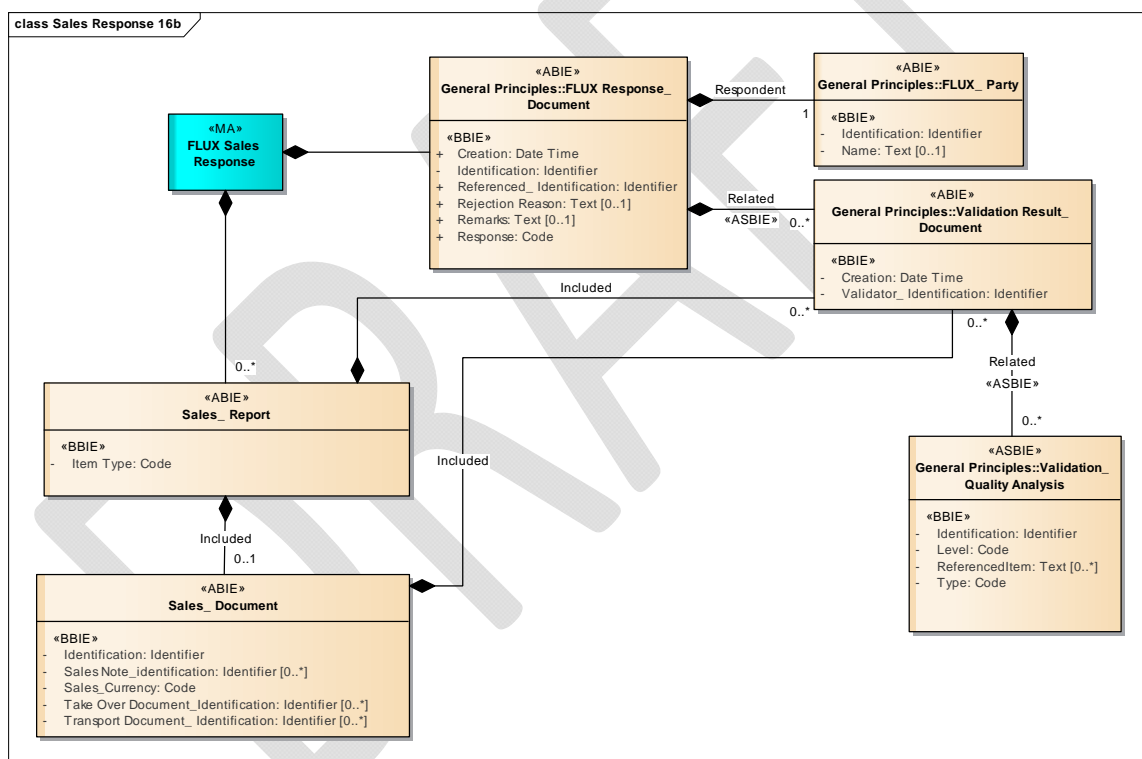 class Sales Response 16b
«MA»
FLUX Sales
Response
«ABIE»
General Principles::FLUX Response_
Document
«BBIE»
+ Creation: Date Time
- Identification: Identifier
+ Referenced_ Identification: Identifier
+ Rejection Reason: Text [0..1]
+ Remarks: Text [0..1]
+ Response: Code
Respondent
1
«ABIE»
General Principles::FLUX_ Party
«BBIE»
- Identification: Identifier
- Name: Text [0..1]
Related
«ASBIE»
0..*
«ABIE»
General Principles::Validation Result_
Document
«BBIE»
- Creation: Date Time
- Validator_ Identification: Identifier
Included
0..*
0..*
Related
«ASBIE»
0..*
0..*
«ABIE»
Sales_ Report
«BBIE»
- Item Type: Code
Included
«ASBIE»
General Principles::Validation_
Quality Analysis
«BBIE»
- Identification: Identifier
- Level: Code
- ReferencedItem: Text [0..*]
- Type: Code
Included
0..1
«ABIE»
Sales_ Document
«BBIE»
- Identification: Identifier
- Sales Note_identification: Identifier [0..*]
- Sales_Currency: Code
- Take Over Document_Identification: Identifier [0..*]
- Transport Document_ Identification: Identifier [0..*]
DRAFT